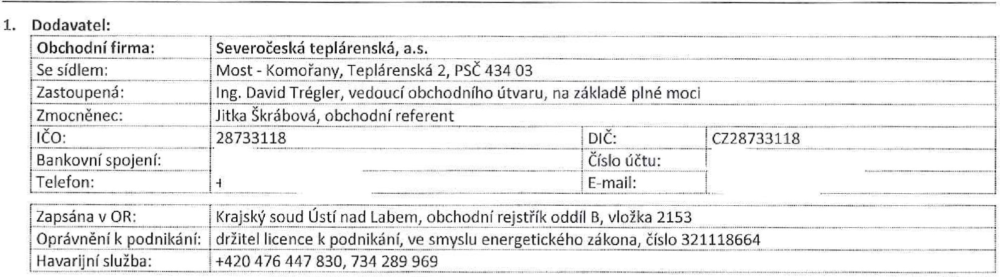 1. Dodavatel:
Obchodní firma: Severočeská teplárenská, a.s.
Se sídlem: Most - Komořany, Teplárenská 2, PSČ 434 03
Zastoupená: Ing. David Trégler, vedoucí obchodního útvaru, na základě plné moci
Zmocněnec: Jitka Škrábová, obchodní referent
IČO: 28733118 DIČ: CZ28733118
Bankovní spojení: Číslo účtu:
Telefon: E-mail:
Zapsána v OR: Krajský soud Ústí nad Labem, obchodní rejstřík oddíl B, vložka 2153
Oprávnění k podnikání: držitel licence k podnikání, ve smyslu energetického zákona, číslo 321118664
Havarijní služba: +420 476 447 830, 734 289 969